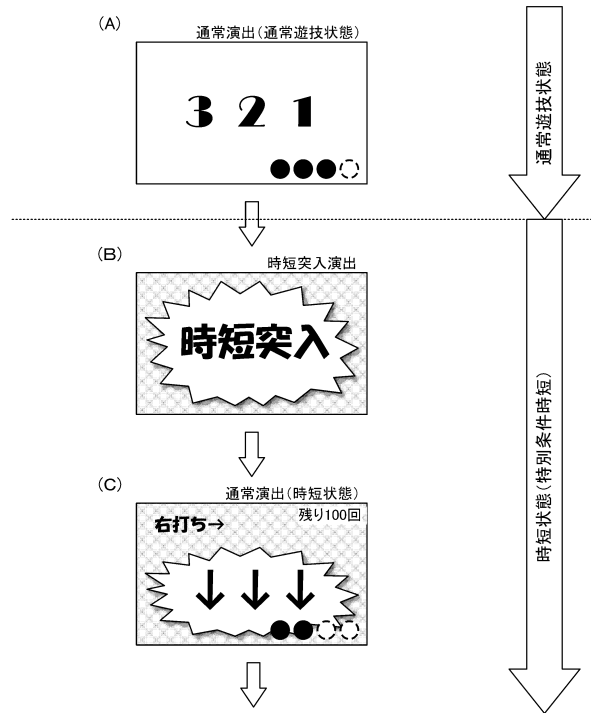 (A)
通常演出(通常遊技状態)
3 2 1
通常遊技状態
(B)
時短突入演出
時短突入
(C)
通常演出(時短状態)
残り100回
右打ち→
↓ ↓ ↓
時短状態(特別条件時短)